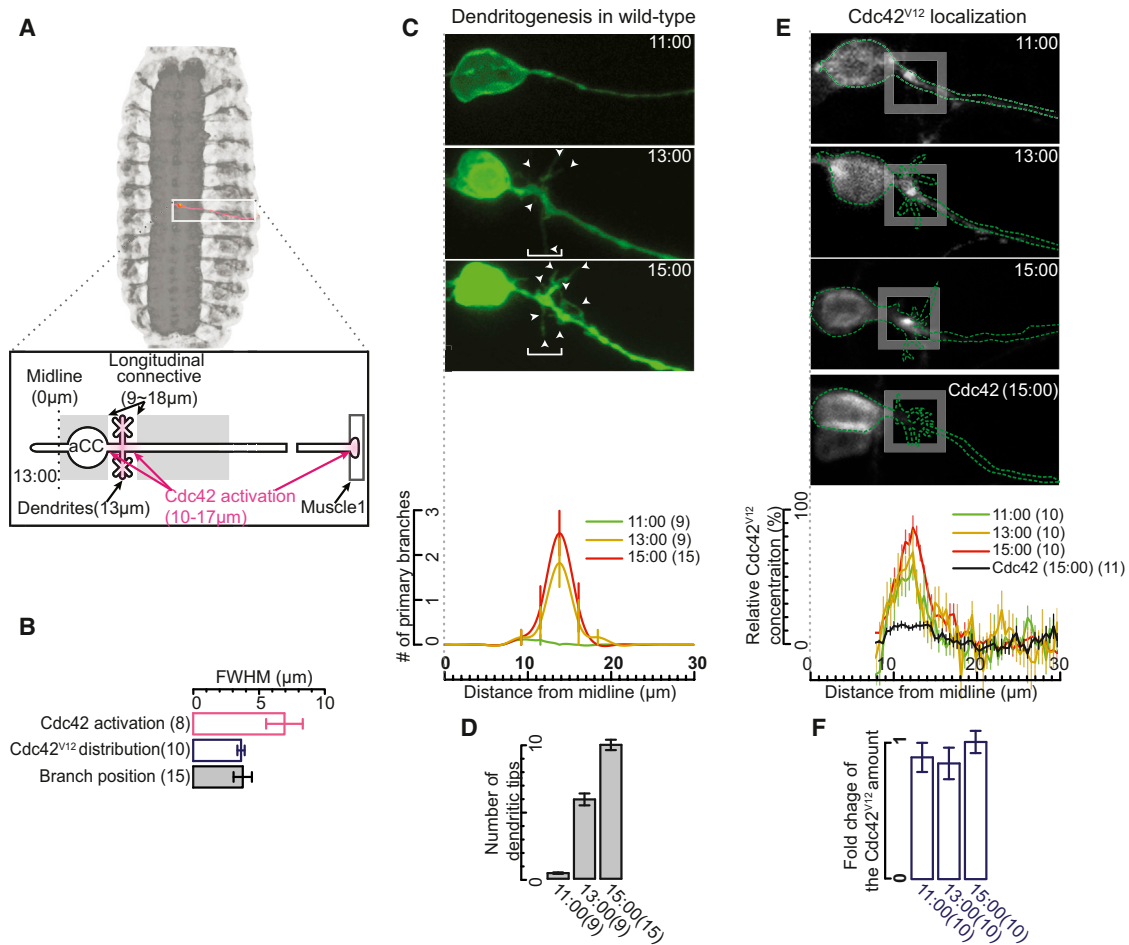 A
Midline
(0µm)
Longitudinal
connective
(9~18µm)
aCC
13:00
Dendrites(13µm)
Cdc42 activation
(10-17µm)
Muscle1
B
FWHM (µm)
0 5 10
Cdc42 activation (8)
Cdc42V12 distribution(10)
Branch position (15)
C
Dendritogenesis in wild-type
11:00
13:00
15:00
# of primary branches
0 1 2 3
11:00 (9)
13:00 (9)
15:00 (15)
0 10 20 30
Distance from midline (µm)
D
Number of
dendritic tips
0 10
11:00(9)
13:00(9)
15:00(15)
E
Cdc42V12 localization
11:00
13:00
15:00
Cdc42 (15:00)
Relative Cdc42V12
concentraiton (%)
0 100
11:00 (10)
13:00 (10)
15:00 (10)
Cdc42 (15:00) (11)
0 10 20 30
Distance from midline (µm)
F
Fold chage of
the Cdc42V12 amount
0 1
11:00(10)
13:00(10)
15:00(10)